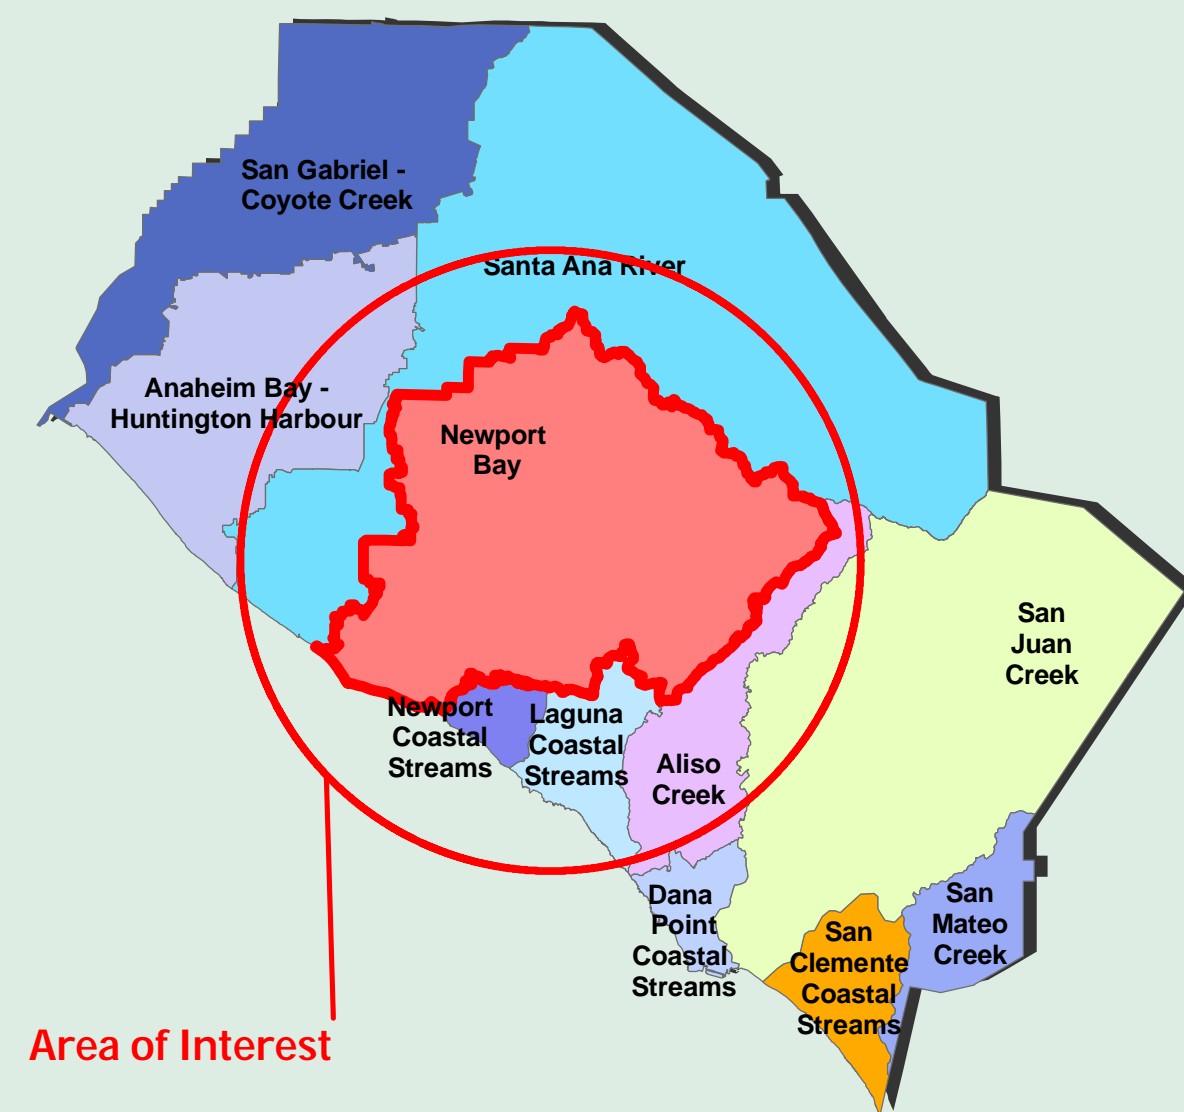 San Gabriel -
Coyote Creek
Santa Ana River
Anaheim Bay -
Huntington Harbour
Newport
Bay
San
Juan
Creek
Newport
Coastal
Streams
Laguna
Coastal
Streams
Aliso
Creek
Dana
Point
Coastal
Streams
San
Mateo
Creek
San
Clemente
Coastal
Streams
Area of Interest